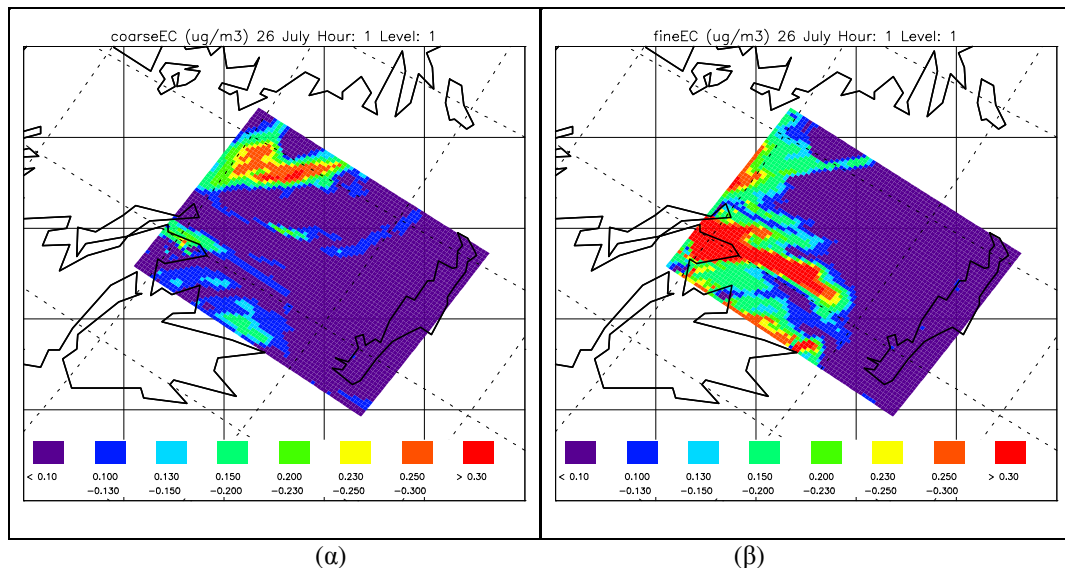 coarseEC (ug/m3) 26 July Hour: 1 Level: 1
< 0.10 0.100 0.130 0.150 0.200 0.230 0.250 > 0.30
−0.130 −0.150 −0.200 −0.230 −0.250 −0.300
(α)
fineEC (ug/m3) 26 July Hour: 1 Level: 1
< 0.10 0.100 0.130 0.150 0.200 0.230 0.250 > 0.30
−0.130 −0.150 −0.200 −0.230 −0.250 −0.300
(β)